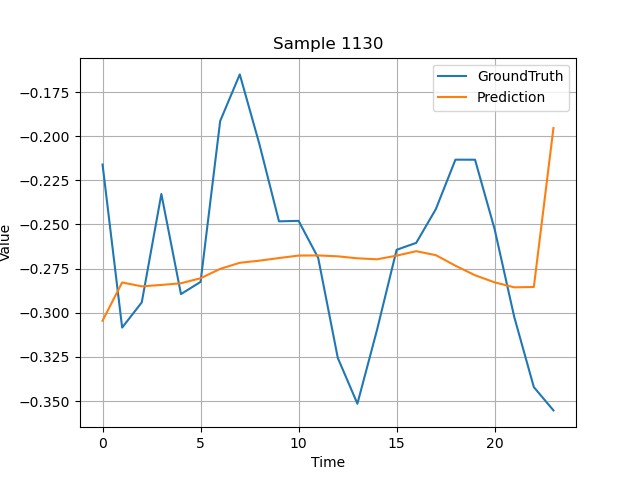 Sample 1130
GroundTruth
Prediction
−0.175
−0.200
−0.225
−0.250
−0.275
−0.300
−0.325
−0.350
Value
0 5 10 15 20
Time